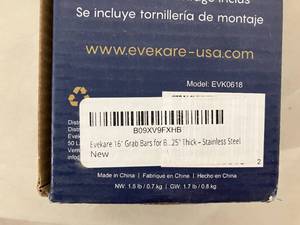 Se incluye tornillería de montaje
www.evekare-usa.com
Model: EVK0618
B09XV9FXHB
Evekare 16" Grab Bars for B...25" Thick – Stainless Steel
New
2
Made in China / Fabriqué en Chine / Hecho en China
NW: 1.5 lb / 0.7 kg / GW: 1.7 lb / 0.8 kg